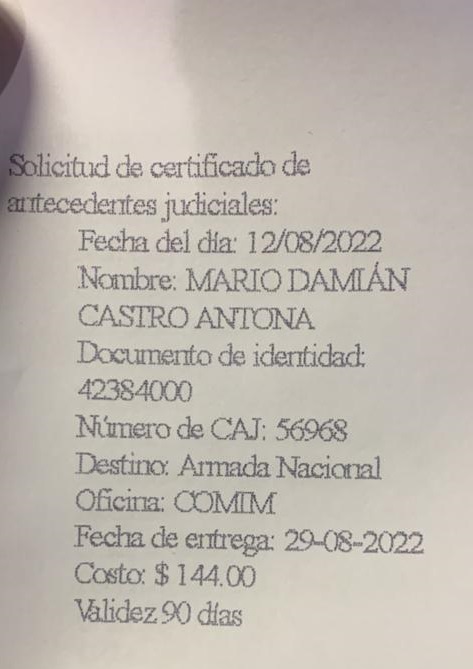 Solicitud de certificado de
antecedentes judiciales:
Fecha del día: 12/08/2022
Nombre: MARIO DAMIÁN
CASTRO ANTONA
Documento de identidad:
42384000
Número de CAJ: 56968
Destino: Armada Nacional
Oficina: COMIM
Fecha de entrega: 29-08-2022
Costo: $ 144.00
Validez 90 días